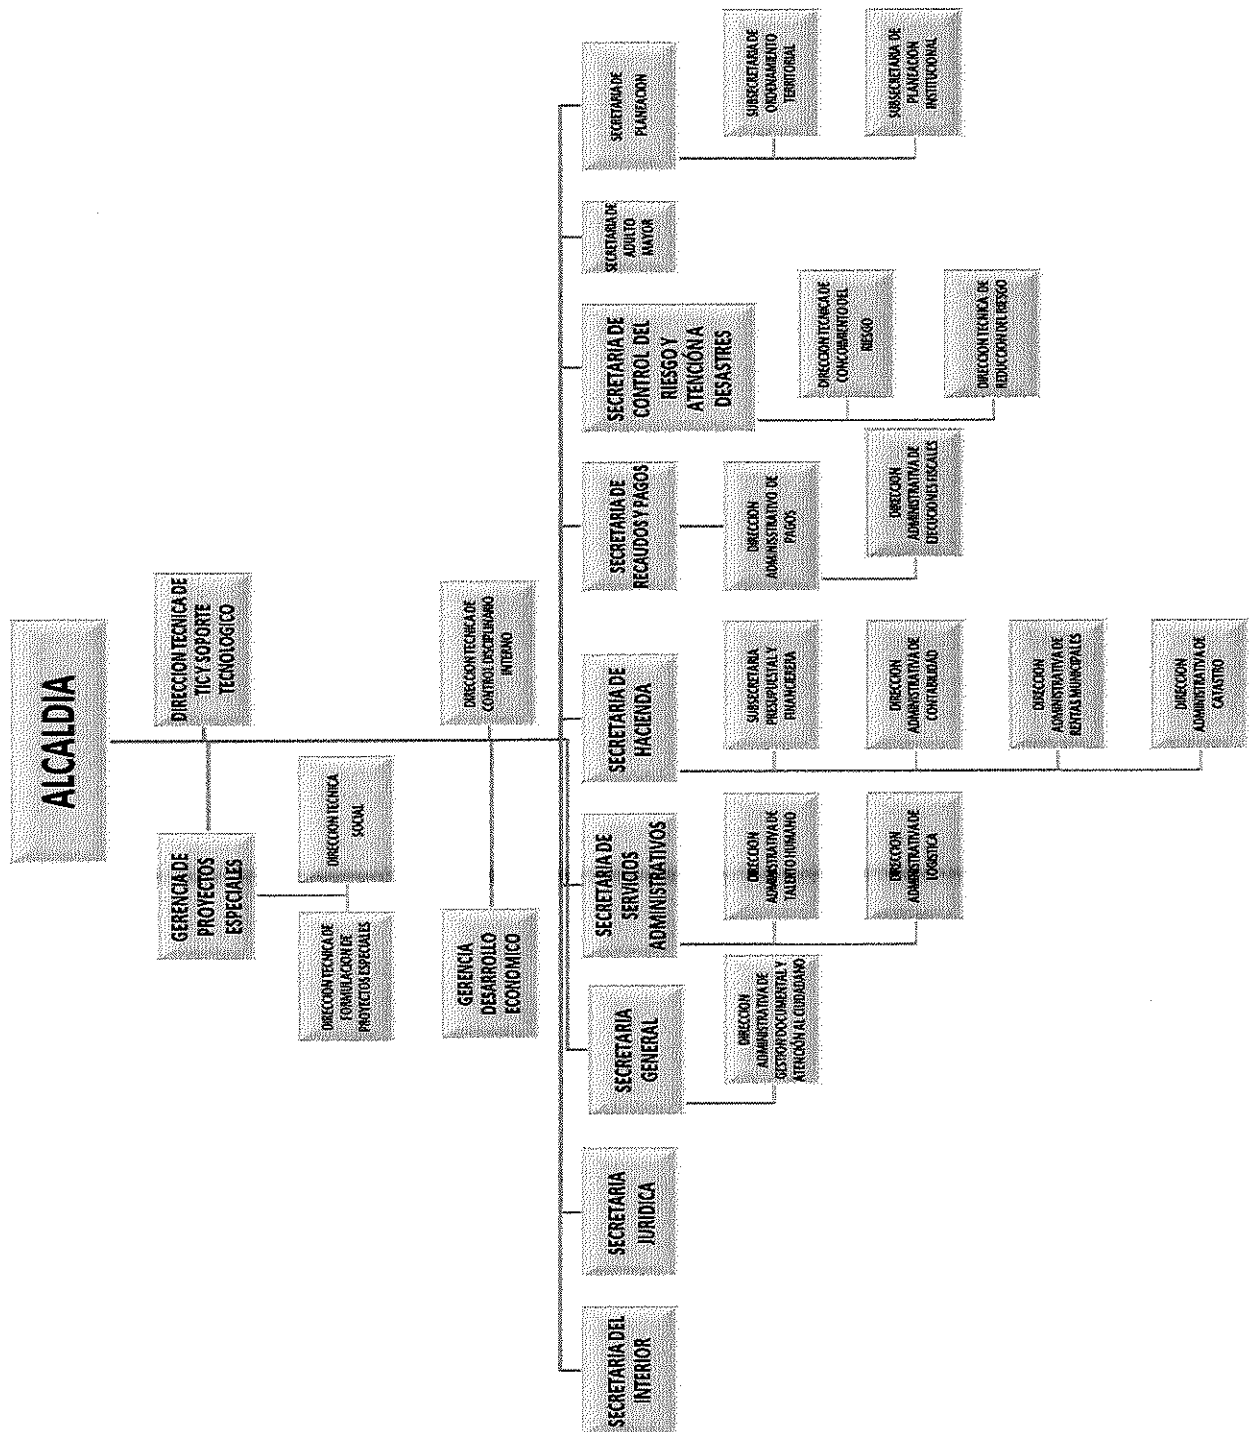 ALCALDIA
GERENCIA DE
PROYECTOS
ESPECIALES
DIRECCION TECNICA DE
TIC Y SOPORTE
TECNOLOGICO
DIRECCION TECNICA DE
FORMULACION DE
PROYECTOS ESPECIALES
DIRECCION TECNICA
SOCIAL
GERENCIA
DESARROLLO
ECONOMICO
DIRECCION TECNICA DE
CONTROL DISCIPLINARIO
INTERNO
SECRETARIA DEL
INTERIOR
SECRETARIA
JURIDICA
SECRETARIA
GENERAL
DIRECCION
ADMINISTRATIVA DE
GESTION DOCUMENTAL Y
ATENCIÓN AL CIUDADANO
SECRETARIA DE
SERVICIOS
ADMINISTRATIVOS
DIRECCION
ADMINISTRATIVA DE
TALENTO HUMANO
DIRECCION
ADMINISTRATIVA DE
LOGISTICA
SECRETARIA DE
HACIENDA
SUBSECRETARIA
PRESUPUESTAL Y
FINANCIERERA
DIRECCION
ADMINISTRATIVA DE
CONTABILIDAD
DIRECCION
ADMINISTRATIVA DE
RENTAS MUNICIPALES
DIRECCION
ADMINISTRATIVA DE
CATASTRO
SECRETARIA DE
RECAUDOS Y PAGOS
DIRECCION
ADMINISSTRATIVO DE
PAGOS
DIRECCION
ADMINISTRATIVA DE
EJECUCIONES FISCALES
SECRETARIA DE
CONTROL DEL
RIESGO Y
ATENCIÓN A
DESASTRES
DIRECCION TECNICA DE
CONOCIMIENTO DEL
RIESGO
DIRECCION TECNICA DE
REDUCCION DEL RIESGO
SECRETARIA DE
ADULTO
MAYOR
SECRETARIA DE
PLANEACION
SUBSECRETARIA DE
ORDENAMIENTO
TERRITORIAL
SUBSECRETARIA DE
PLANEACION
INSTITUCIONAL